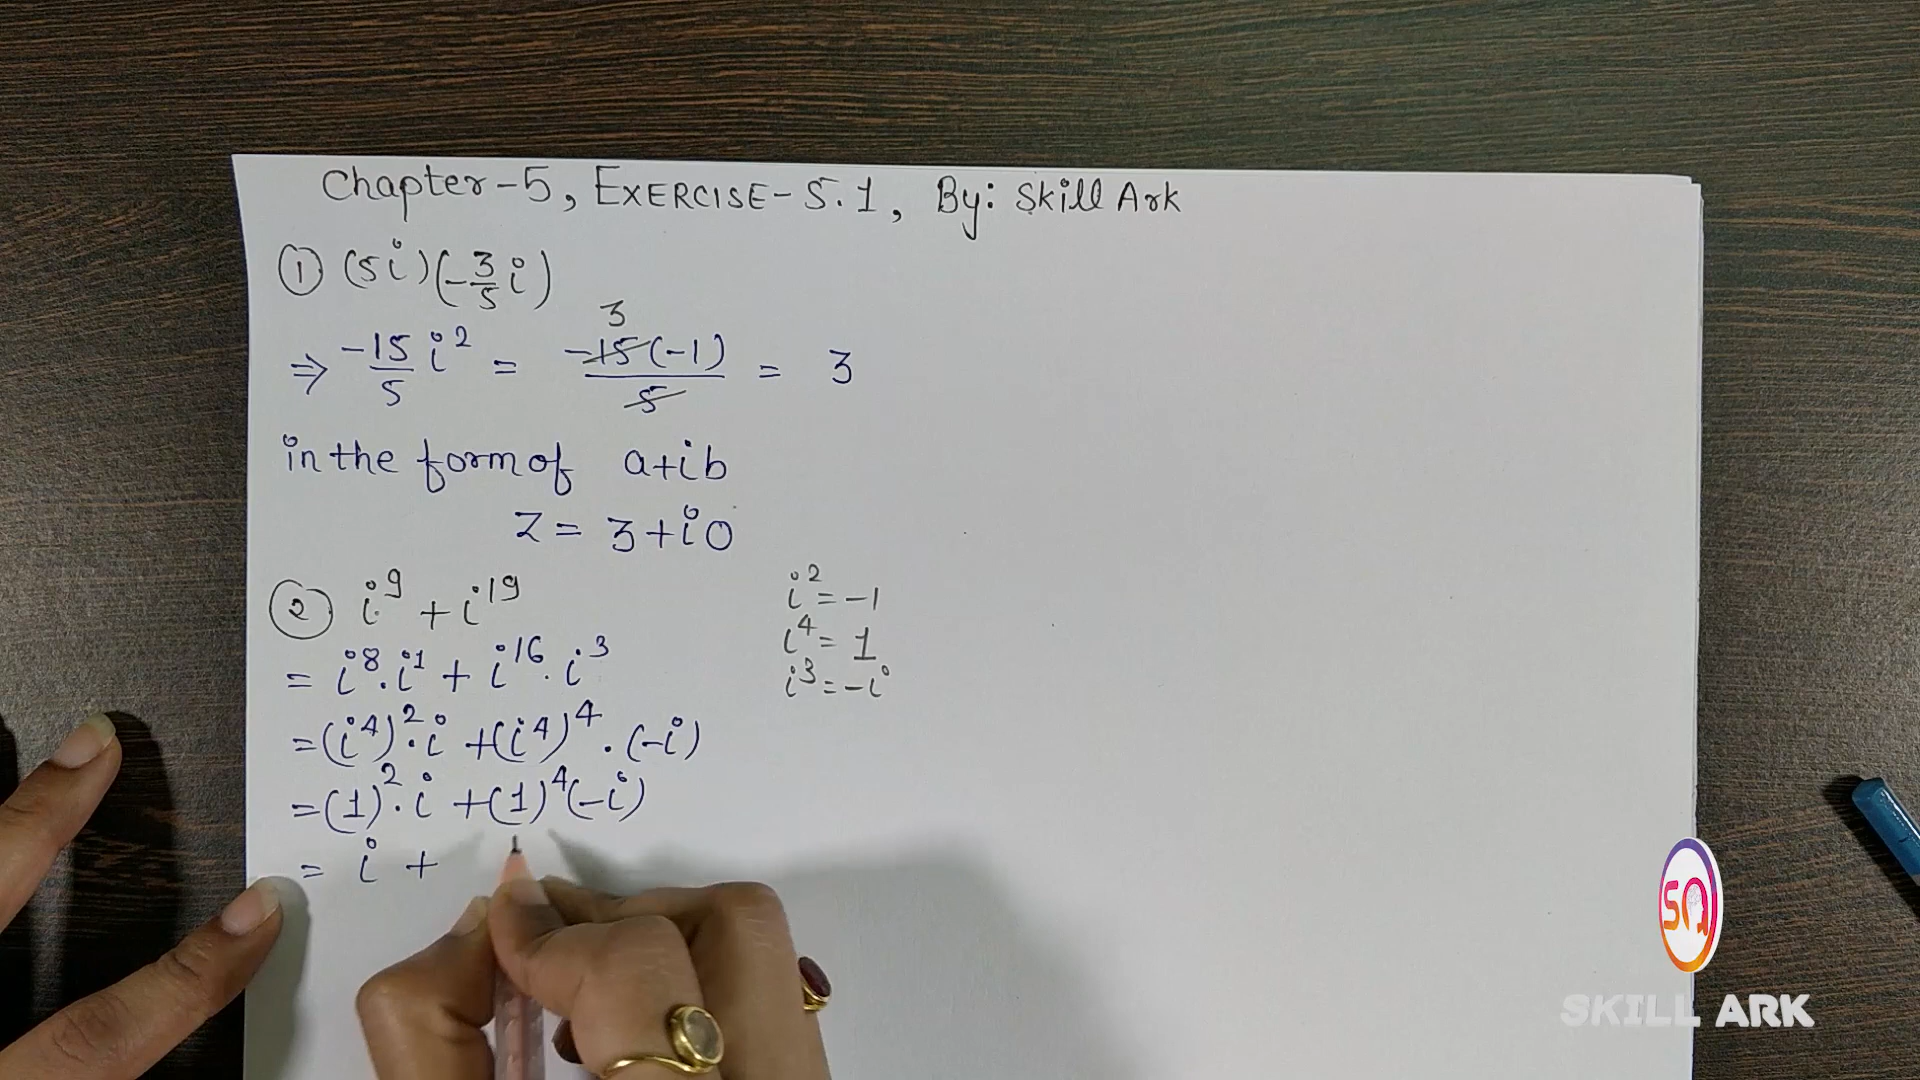 Chapter-5, EXERCISE-5.1, By: Skill Ark
① (5i)(-3/5 i)
⇒ -15/5 i² = -15(-1)/5 = 3
3
in the form of a+ib
Z = 3+i0
② i⁹ + i¹⁹
= i⁸.i¹ + i¹⁶.i³
= (i⁴)².i + (i⁴)⁴.(-i)
= (1)².i + (1)⁴(-i)
= i +
i² = -1
i⁴ = 1
i³ = -i
SA
SKILL ARK